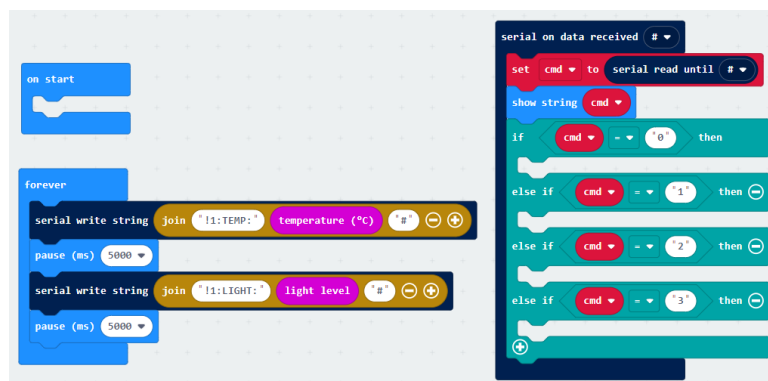 on start
forever
serial write string join "!1:TEMP:" temperature (°C) "#"
pause (ms) 5000
serial write string join "!1:LIGHT:" light level "#"
pause (ms) 5000
serial on data received #
set cmd to serial read until #
show string cmd
if cmd = "0" then
else if cmd = "1" then
else if cmd = "2" then
else if cmd = "3" then